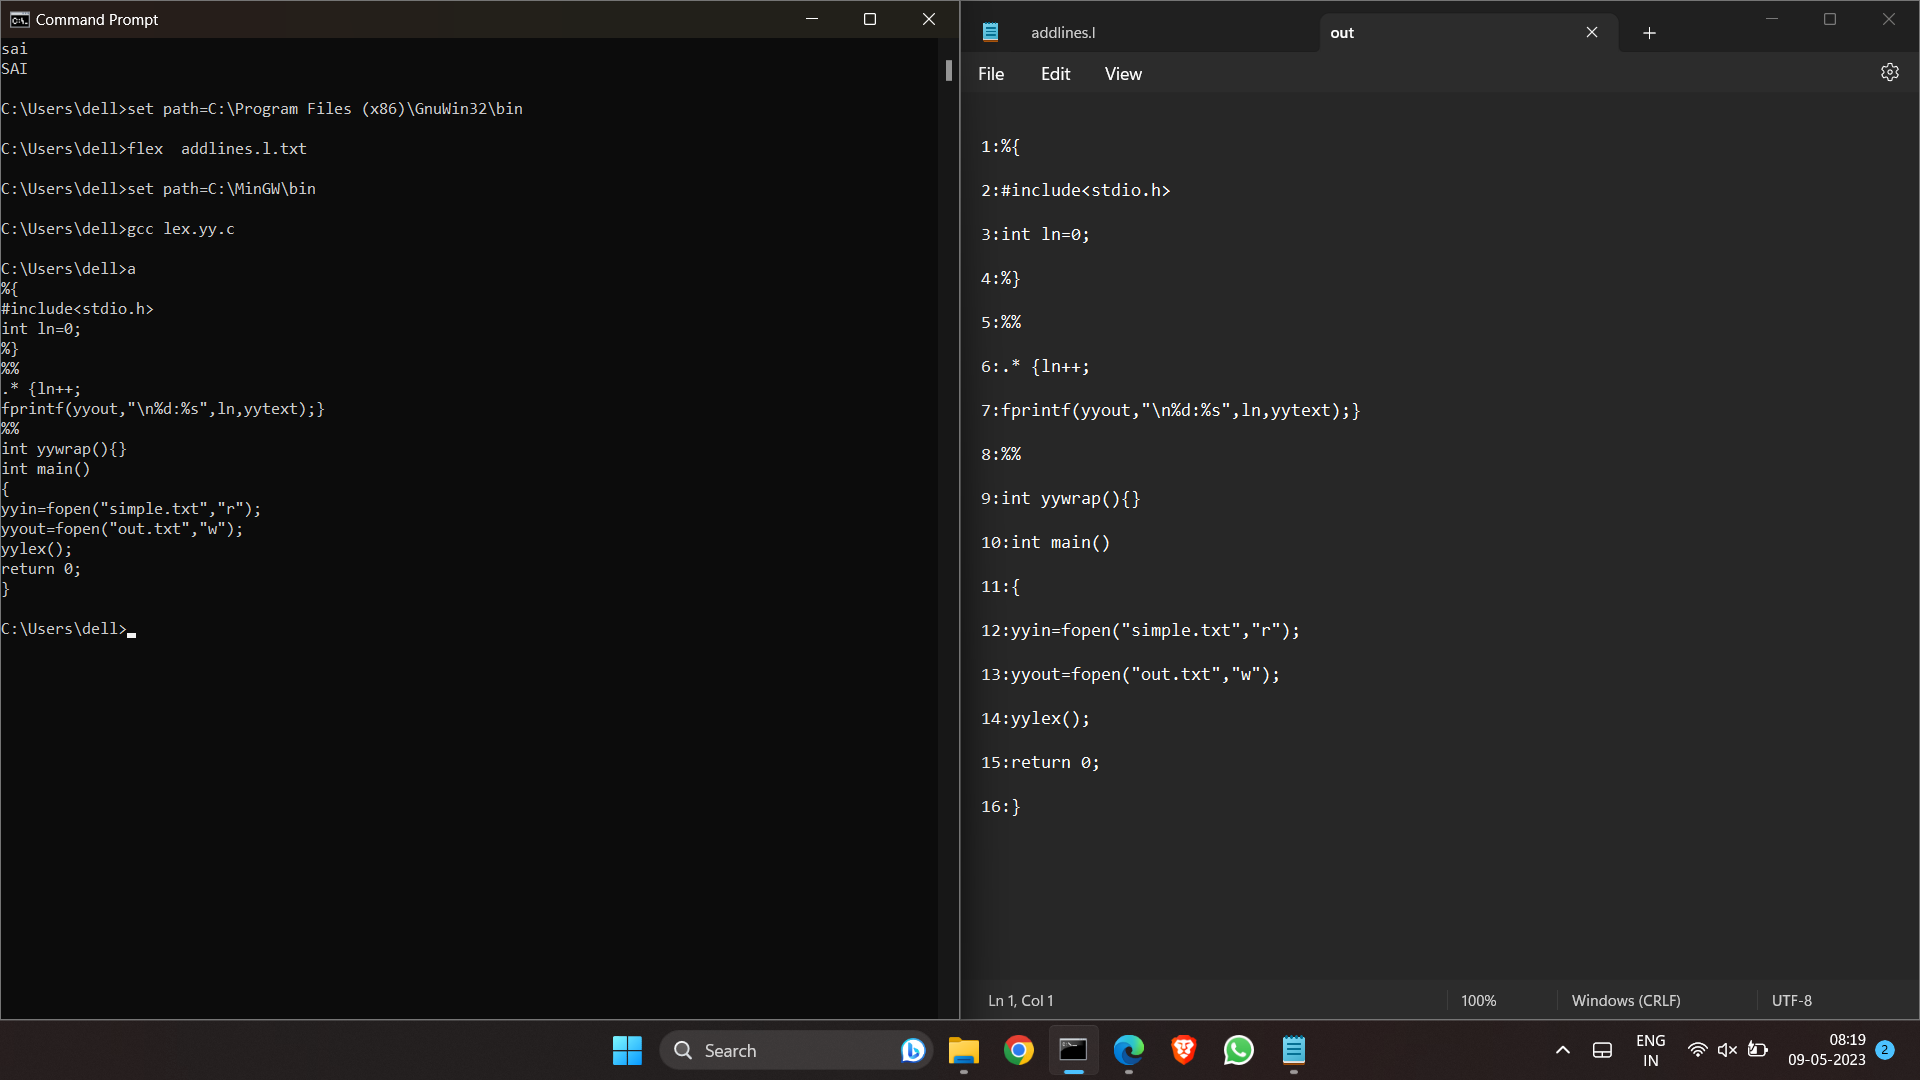 Command Prompt
sai
SAI
C:\Users\dell>set path=C:\Program Files (x86)\GnuWin32\bin
C:\Users\dell>flex  addlines.l.txt
C:\Users\dell>set path=C:\MinGW\bin
C:\Users\dell>gcc lex.yy.c
C:\Users\dell>a
%{
#include<stdio.h>
int ln=0;
%}
%%
.* {ln++;
fprintf(yyout,"\n%d:%s",ln,yytext);}
%%
int yywrap(){}
int main()
{
yyin=fopen("simple.txt","r");
yyout=fopen("out.txt","w");
yylex();
return 0;
}
C:\Users\dell>
addlines.l
out
File Edit View
1:%{
2:#include<stdio.h>
3:int ln=0;
4:%}
5:%%
6:.* {ln++;
7:fprintf(yyout,"\n%d:%s",ln,yytext);}
8:%%
9:int yywrap(){}
10:int main()
11:{
12:yyin=fopen("simple.txt","r");
13:yyout=fopen("out.txt","w");
14:yylex();
15:return 0;
16:}
Ln 1, Col 1 100% Windows (CRLF) UTF-8
Search
ENG
IN
08:19
09-05-2023
2